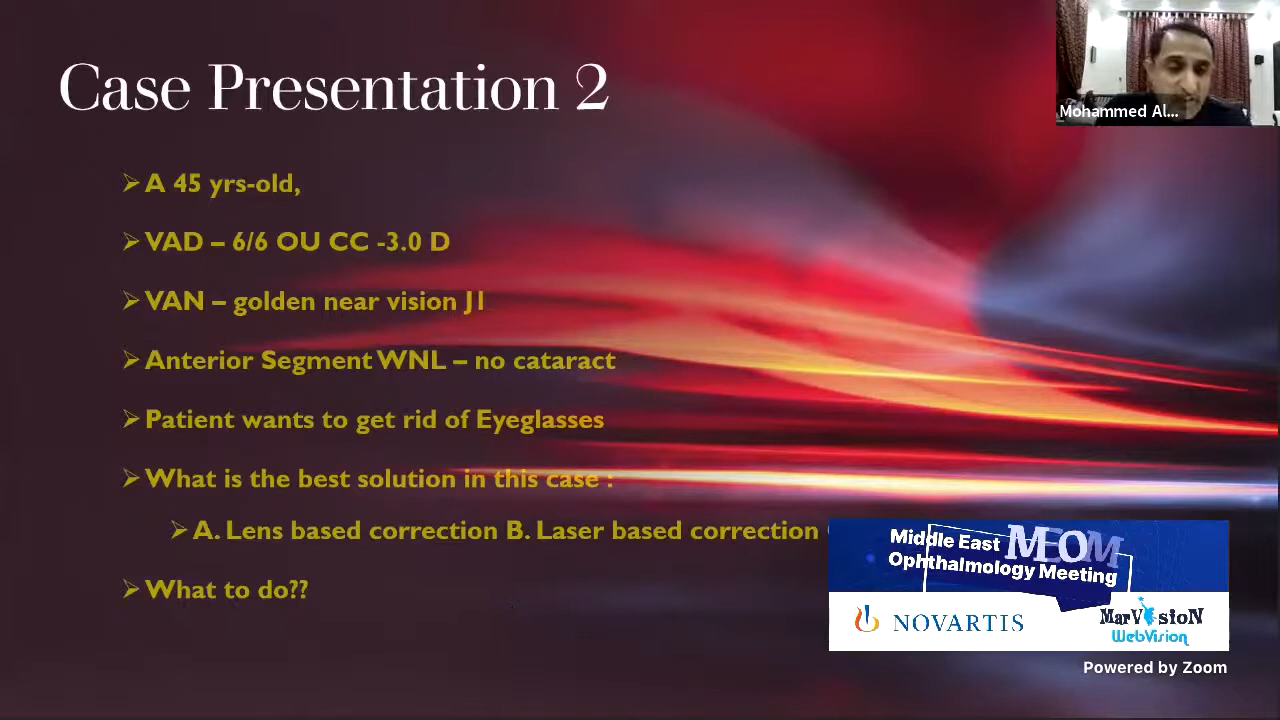 Case Presentation 2
Mohammed Al...
A 45 yrs-old,
VAD – 6/6 OU CC -3.0 D
VAN – golden near vision J1
Anterior Segment WNL – no cataract
Patient wants to get rid of Eyeglasses
What is the best solution in this case :
A. Lens based correction B. Laser based correction
What to do??
Middle East MEOM
Ophthalmology Meeting
NOVARTIS
MarVisioN
WebVision
Powered by Zoom